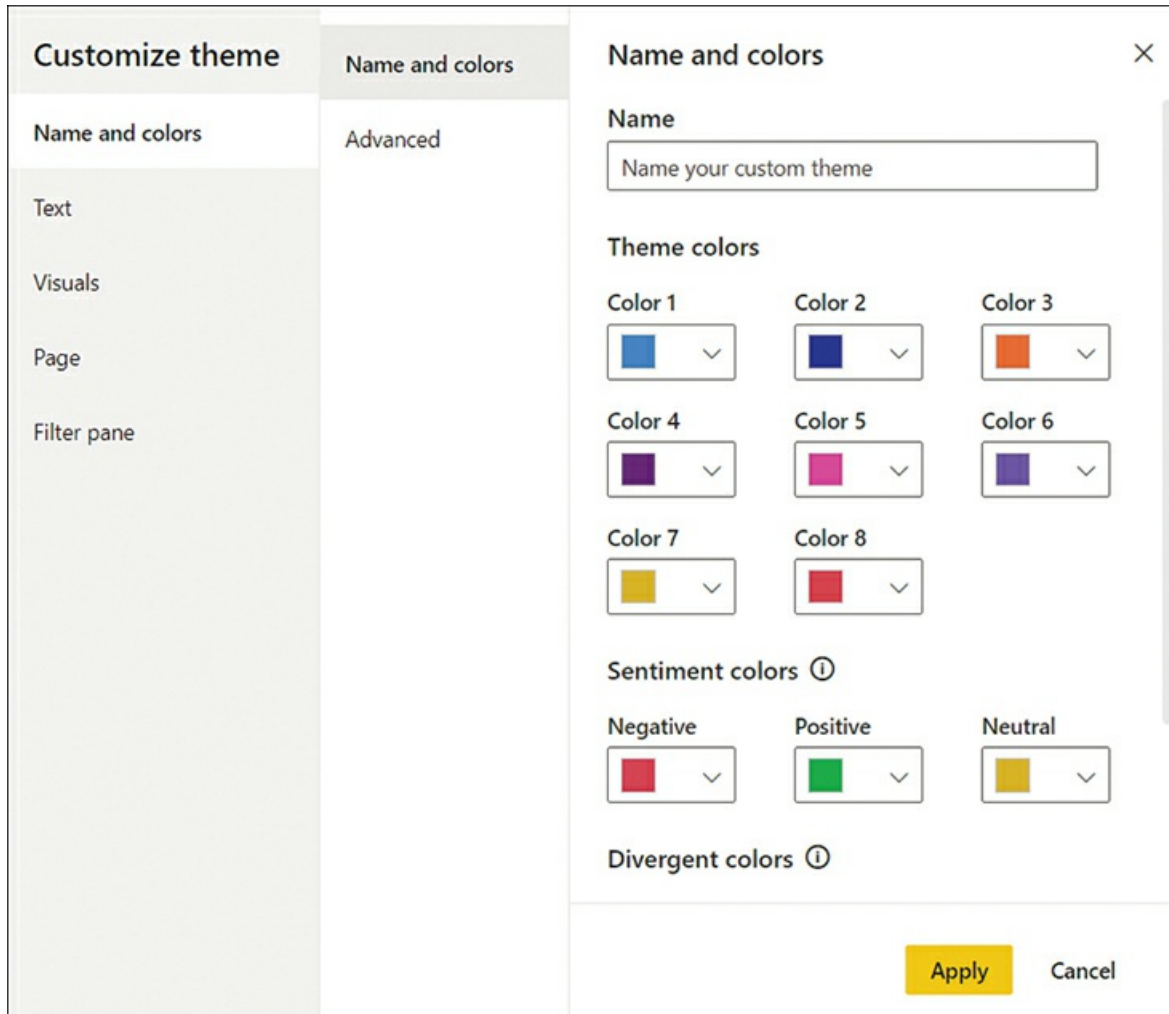 Customize theme
Name and colors
Text
Visuals
Page
Filter pane
Name and colors
Advanced
Name and colors
Name
Name your custom theme
Theme colors
Color 1 Color 2 Color 3
Color 4 Color 5 Color 6
Color 7 Color 8
Sentiment colors
Negative Positive Neutral
Divergent colors
Apply Cancel